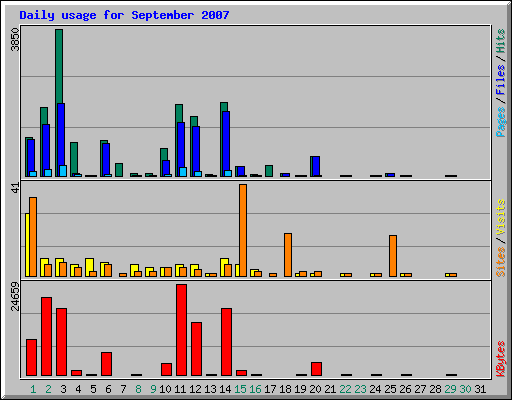 Daily usage for September 2007
3850
Pages / Files / Hits
41
Sites / Visits
24659
KBytes
1 2 3 4 5 6 7 8 9 10 11 12 13 14 15 16 17 18 19 20 21 22 23 24 25 26 27 28 29 30 31